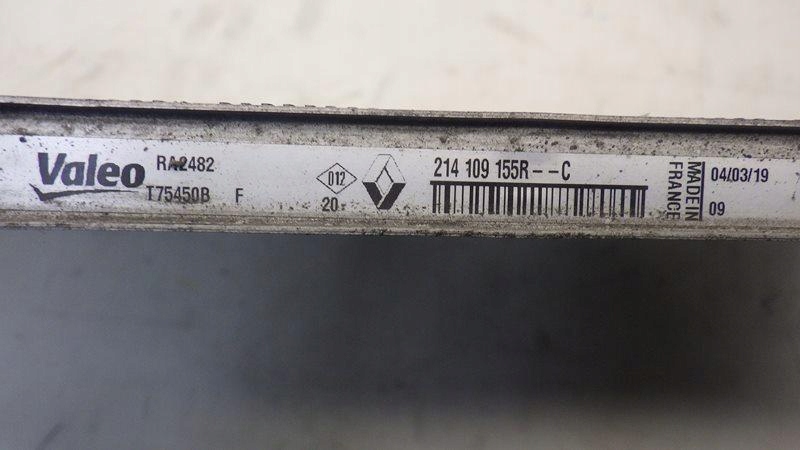 Valeo
RA2482
T75450B F
012
20
214 109 155R--C
MADE IN
FRANCE
04/03/19
09